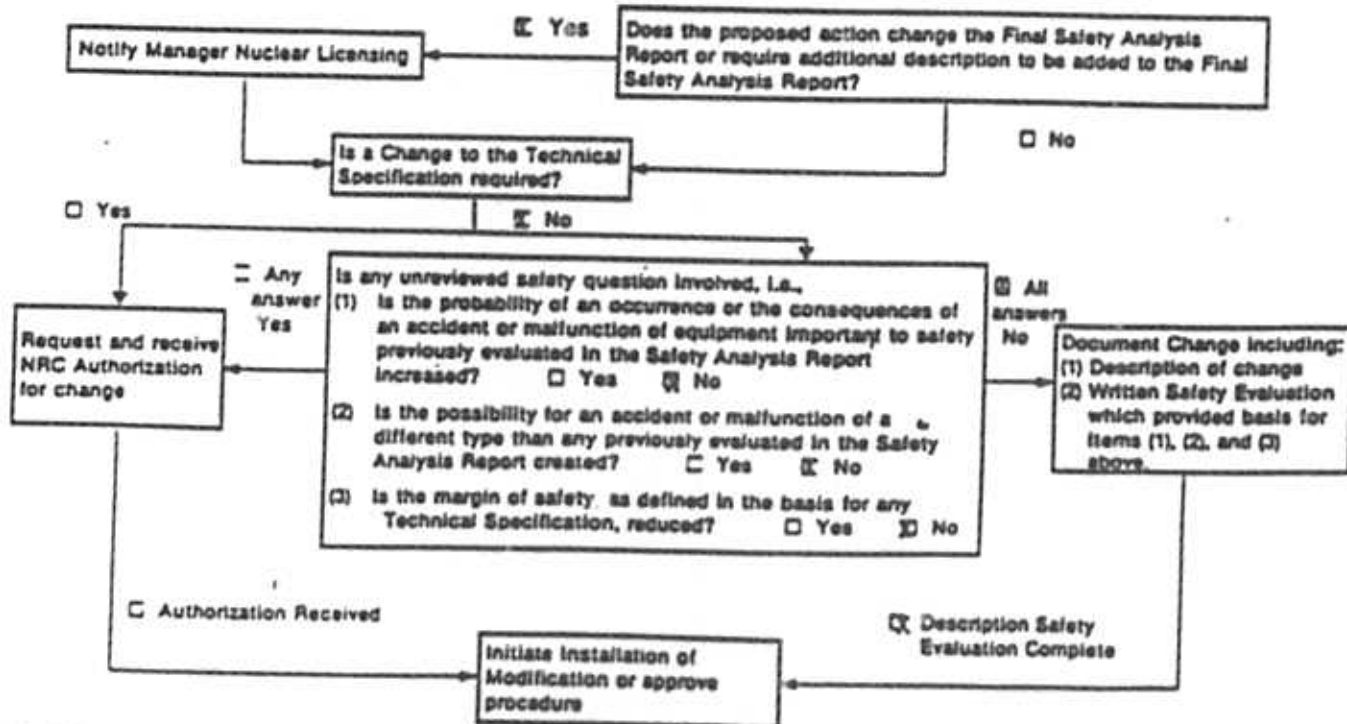 Yes
Does the proposed action change the Final Safety Analysis
Report or require additional description to be added to the Final
Safety Analysis Report?
Notify Manager Nuclear Licensing
No
Is a Change to the Technical
Specification required?
Yes
No
Any
answer
Yes
Is any unreviewed safety question involved, i.e.,
(1) Is the probability of an occurrence or the consequences of
an accident or malfunction of equipment important to safety
previously evaluated in the Safety Analysis Report
increased? Yes No
(2) Is the possibility for an accident or malfunction of a
different type than any previously evaluated in the Safety
Analysis Report created? Yes No
(3) Is the margin of safety as defined in the basis for any
Technical Specification, reduced? Yes No
All
answers
No
Request and receive
NRC Authorization
for change
Document Change including:
(1) Description of change
(2) Written Safety Evaluation
which provided basis for
items (1), (2), and (3)
above.
Authorization Received
Description Safety
Evaluation Complete
Initiate Installation of
Modification or approve
procedure